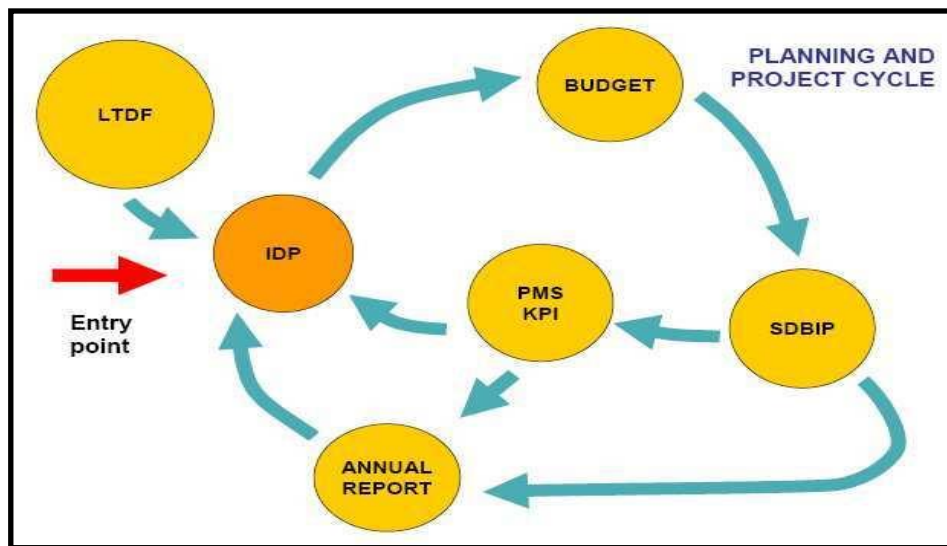 PLANNING AND
PROJECT CYCLE
BUDGET
LTDF
IDP
Entry
point
PMS
KPI
SDBIP
ANNUAL
REPORT